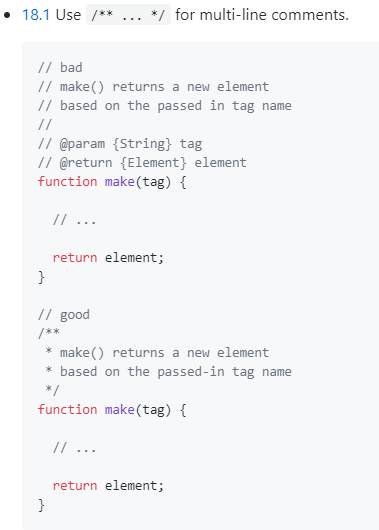 18.1 Use /** ... */ for multi-line comments.
// bad
// make() returns a new element
// based on the passed in tag name
//
// @param {String} tag
// @return {Element} element
function make(tag) {
  // ...
  return element;
}
// good
/**
 * make() returns a new element
 * based on the passed-in tag name
 */
function make(tag) {
  // ...
  return element;
}